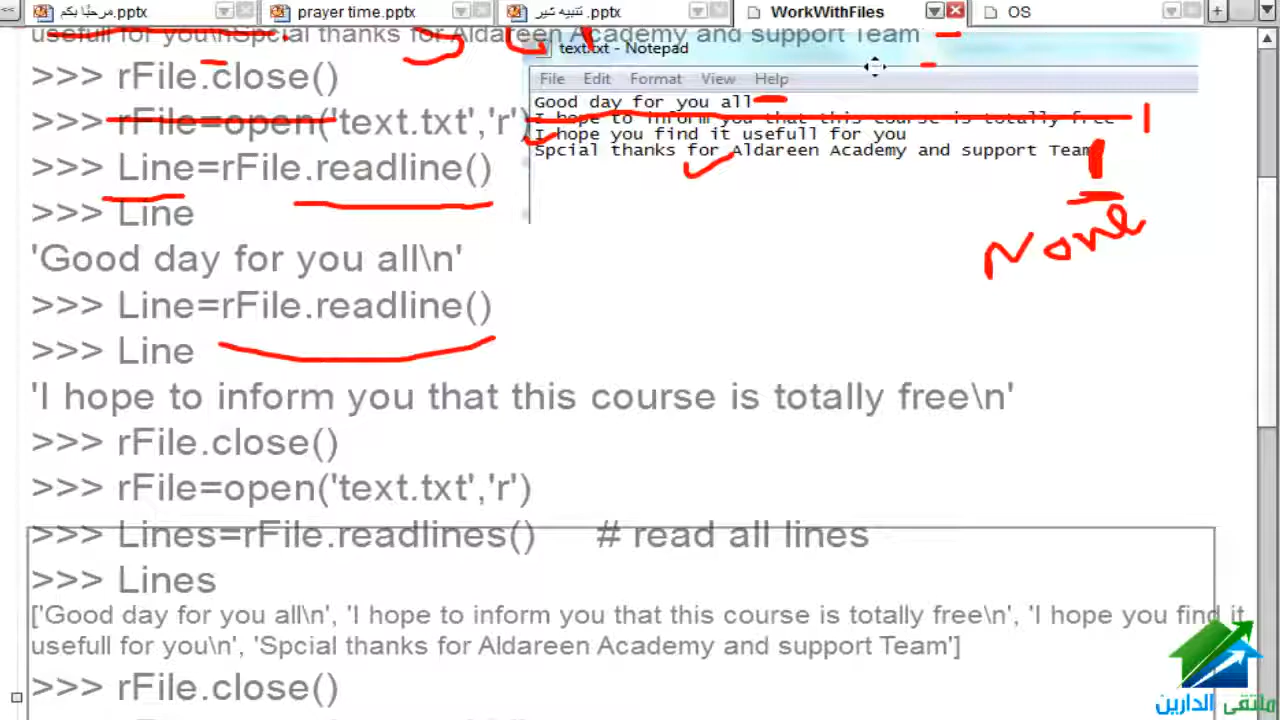 مرحبًا بكم.pptx
prayer time.pptx
تنبيه كبير.pptx
WorkWithFiles
OS
usefull for you\nSpcial thanks for Aldareen Academy and support Team
>>> rFile.close()
>>> rFile=open('text.txt','r')
>>> Line=rFile.readline()
>>> Line
'Good day for you all\n'
>>> Line=rFile.readline()
>>> Line
'I hope to inform you that this course is totally free\n'
>>> rFile.close()
>>> rFile=open('text.txt','r')
>>> Lines=rFile.readlines() # read all lines
>>> Lines
['Good day for you all\n', 'I hope to inform you that this course is totally free\n', 'I hope you find it
usefull for you\n', 'Spcial thanks for Aldareen Academy and support Team']
>>> rFile.close()
text.txt - Notepad
File Edit Format View Help
Good day for you all
I hope to inform you that this course is totally free
I hope you find it usefull for you
Spcial thanks for Aldareen Academy and support Team
None
ملتقى الدارين